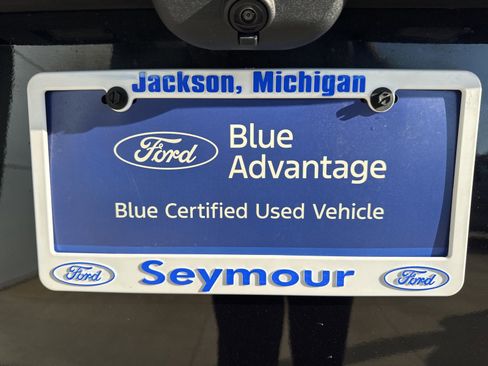 Jackson, Michigan
Ford
Blue
Advantage
Blue Certified Used Vehicle
Ford
Seymour
Ford